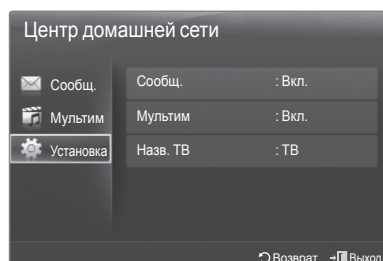 Центр домашней сети
Сообщ.
Мультим
Установка
Сообщ. : Вкл.
Мультим : Вкл.
Назв. ТВ : ТВ
Возврат Выход